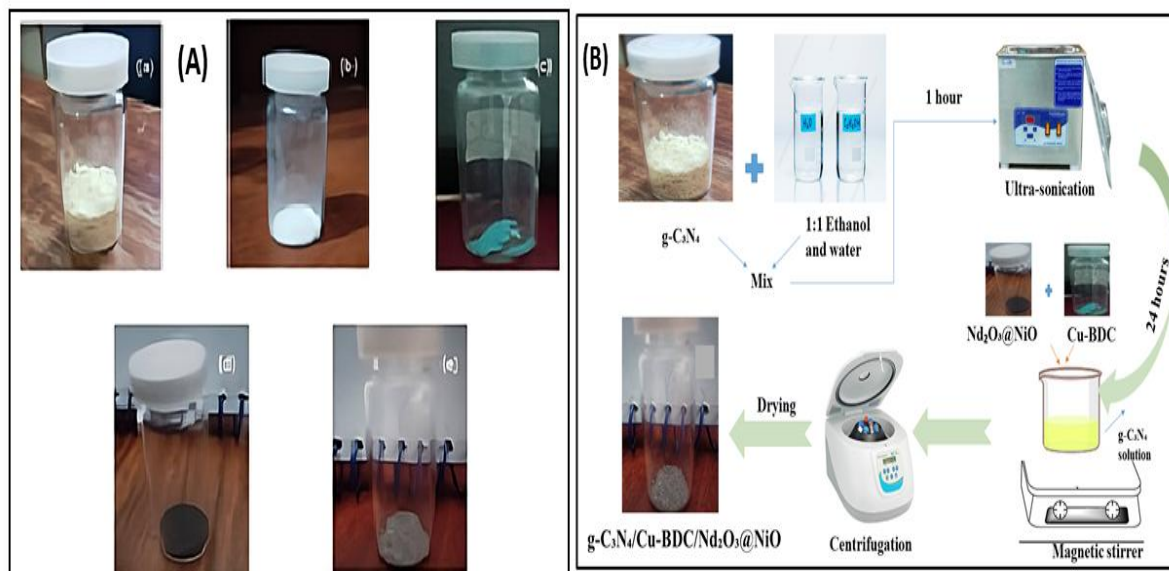 (A)
(a)
(B)
1 hour
Ultra-sonication
g-C₃N₄
1:1 Ethanol
and water
Mix
24 hours
Nd₂O₃@NiO
Cu-BDC
g-C₃N₄
solution
Drying
g-C₃N₄/Cu-BDC/Nd₂O₃@NiO
Centrifugation
Magnetic stirrer